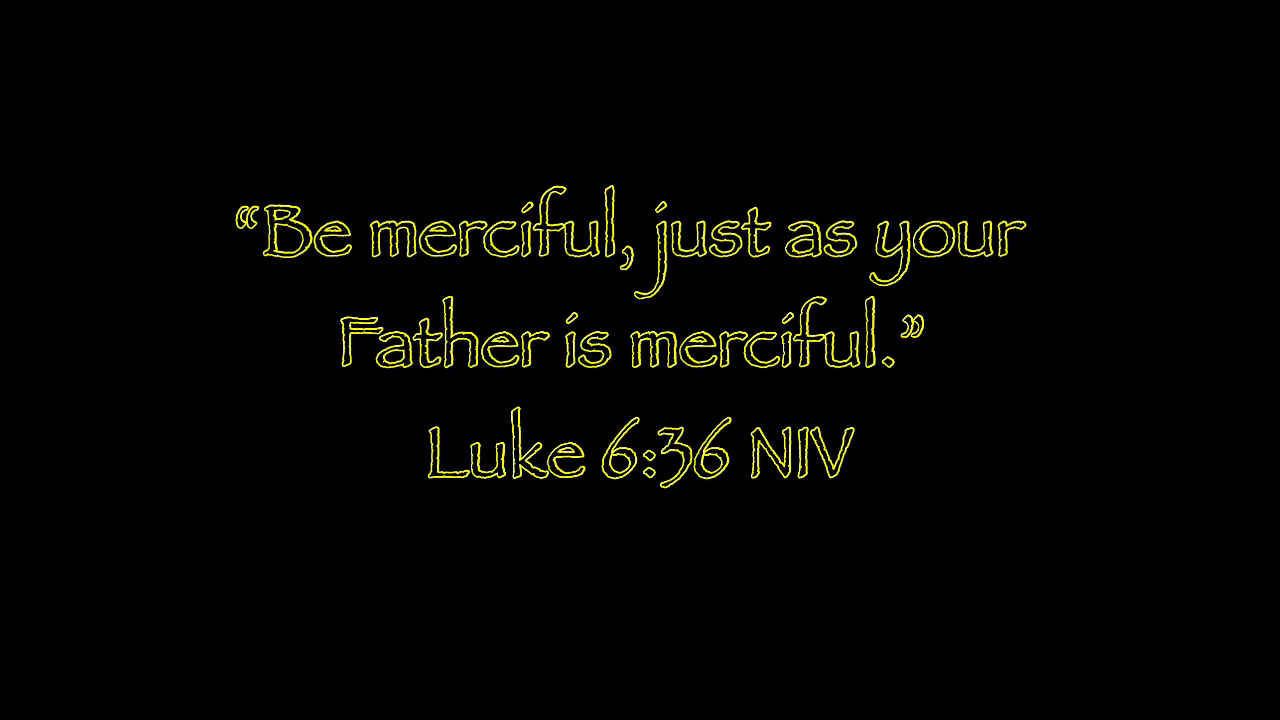 “Be merciful, just as your
Father is merciful.”
Luke 6:36 NIV